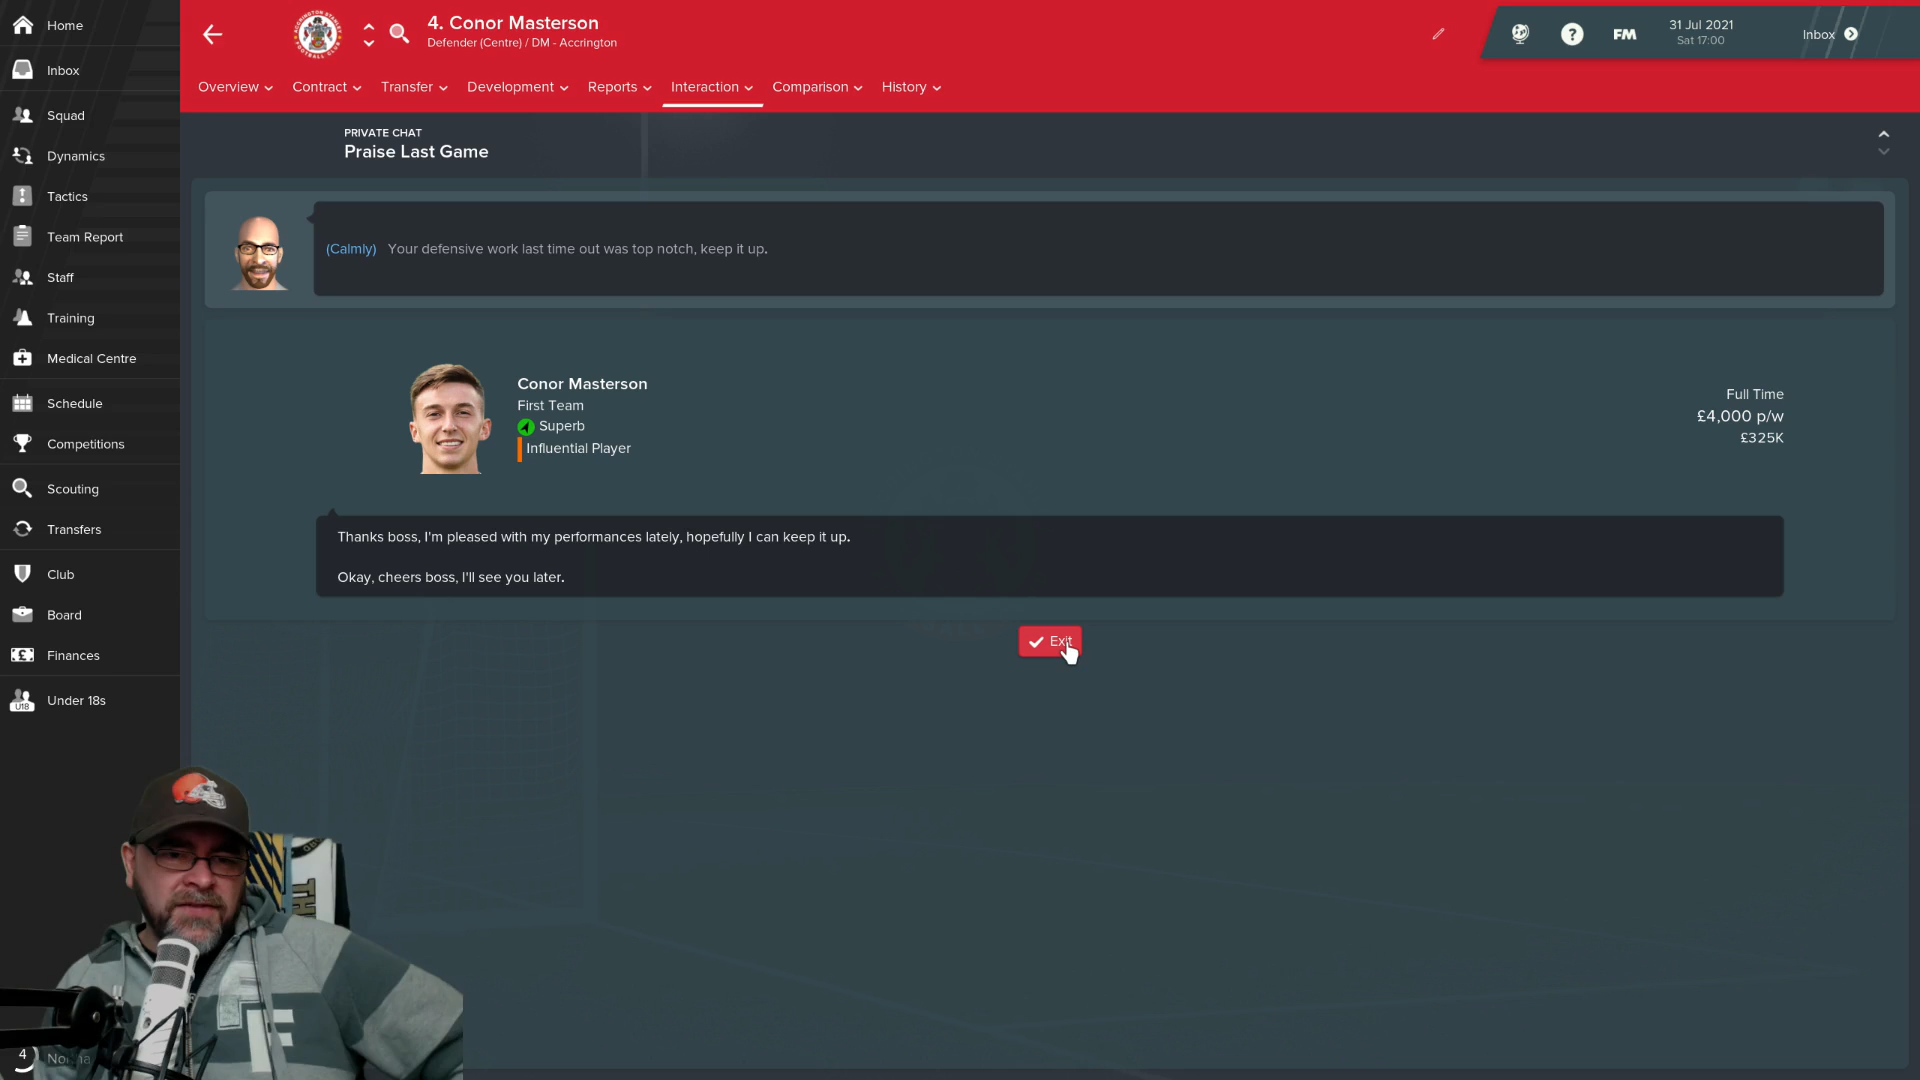 Home
Inbox
Squad
Dynamics
Tactics
Team Report
Staff
Training
Medical Centre
Schedule
Competitions
Scouting
Transfers
Club
Board
Finances
U18
Under 18s
4
4. Conor Masterson
Defender (Centre) / DM - Accrington
?
FM
31 Jul 2021
Sat 17:00
Inbox
Overview
Contract
Transfer
Development
Reports
Interaction
Comparison
History
PRIVATE CHAT
Praise Last Game
(Calmly) Your defensive work last time out was top notch, keep it up.
Conor Masterson
First Team
Superb
Influential Player
Full Time
£4,000 p/w
£325K
Thanks boss, I'm pleased with my performances lately, hopefully I can keep it up.
Okay, cheers boss, I'll see you later.
Exit